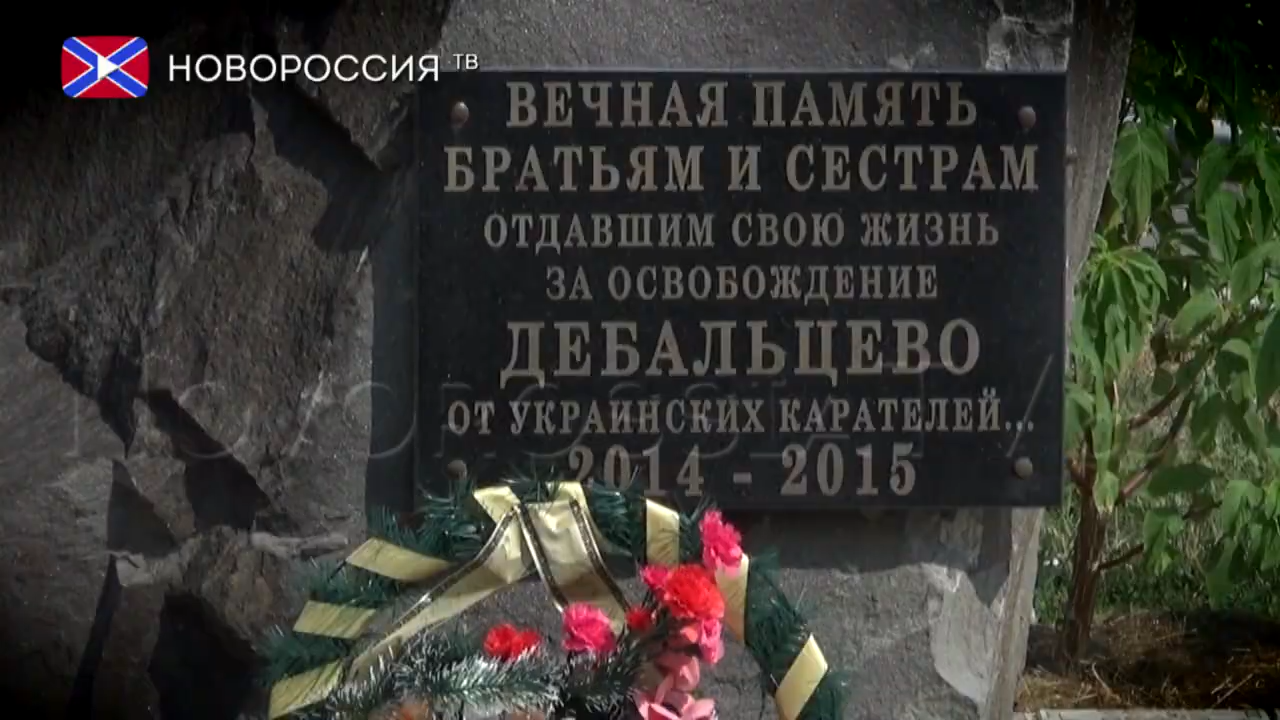 НОВОРОССИЯ ТВ
ВЕЧНАЯ ПАМЯТЬ
БРАТЬЯМ И СЕСТРАМ
ОТДАВШИМ СВОЮ ЖИЗНЬ
ЗА ОСВОБОЖДЕНИЕ
ДЕБАЛЬЦЕВО
ОТ УКРАИНСКИХ КАРАТЕЛЕЙ...
2014 - 2015